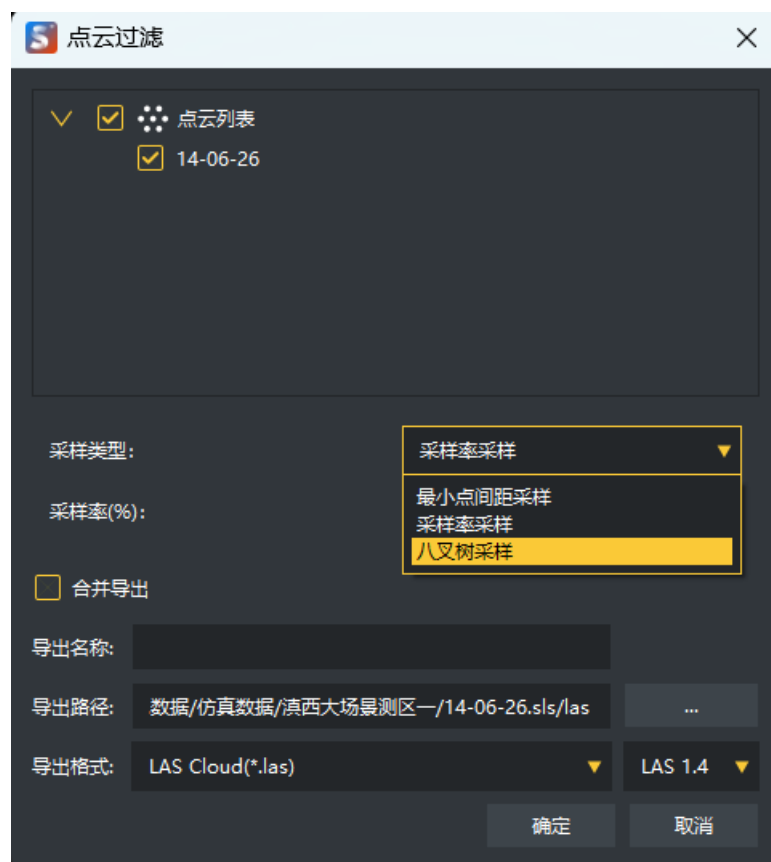 点云过滤
点云列表
14-06-26
采样类型:
采样率采样
最小点间距采样
采样率(%):
采样率采样
八叉树采样
合并导出
导出名称:
导出路径: 数据/仿真数据/滇西大场景测区一/14-06-26.sls/las ...
导出格式: LAS Cloud(*.las) LAS 1.4
确定 取消